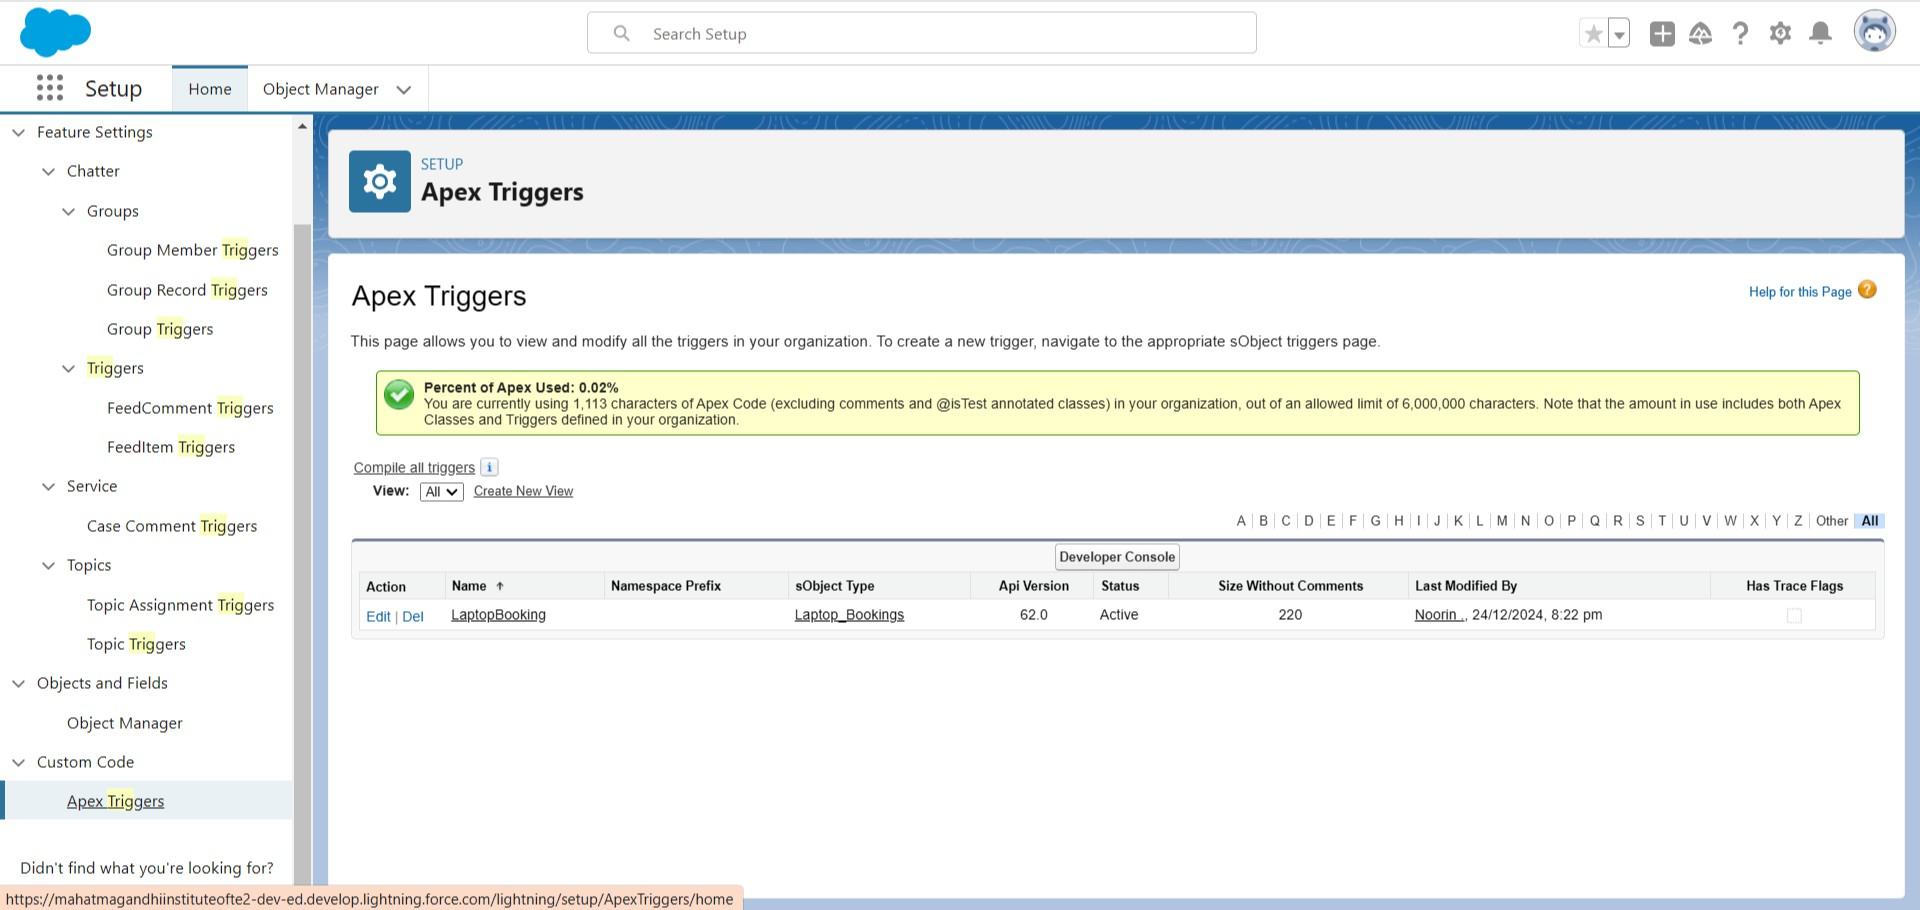 Search Setup
Setup
Home
Object Manager
Feature Settings
Chatter
Groups
Group Member Triggers
Group Record Triggers
Group Triggers
Triggers
FeedComment Triggers
FeedItem Triggers
Service
Case Comment Triggers
Topics
Topic Assignment Triggers
Topic Triggers
Objects and Fields
Object Manager
Custom Code
Apex Triggers
Didn't find what you're looking for?
SETUP
Apex Triggers
Apex Triggers
Help for this Page
This page allows you to view and modify all the triggers in your organization. To create a new trigger, navigate to the appropriate sObject triggers page.
Percent of Apex Used: 0.02%
You are currently using 1,113 characters of Apex Code (excluding comments and @isTest annotated classes) in your organization, out of an allowed limit of 6,000,000 characters. Note that the amount in use includes both Apex
Classes and Triggers defined in your organization.
Compile all triggers
View: All Create New View
A | B | C | D | E | F | G | H | I | J | K | L | M | N | O | P | Q | R | S | T | U | V | W | X | Y | Z | Other | All
Developer Console
Action Name Namespace Prefix sObject Type Api Version Status Size Without Comments Last Modified By Has Trace Flags
Edit | Del LaptopBooking Laptop_Bookings 62.0 Active 220 Noorin ., 24/12/2024, 8:22 pm
https://mahatmagandhiinstituteofte2-dev-ed.develop.lightning.force.com/lightning/setup/ApexTriggers/home